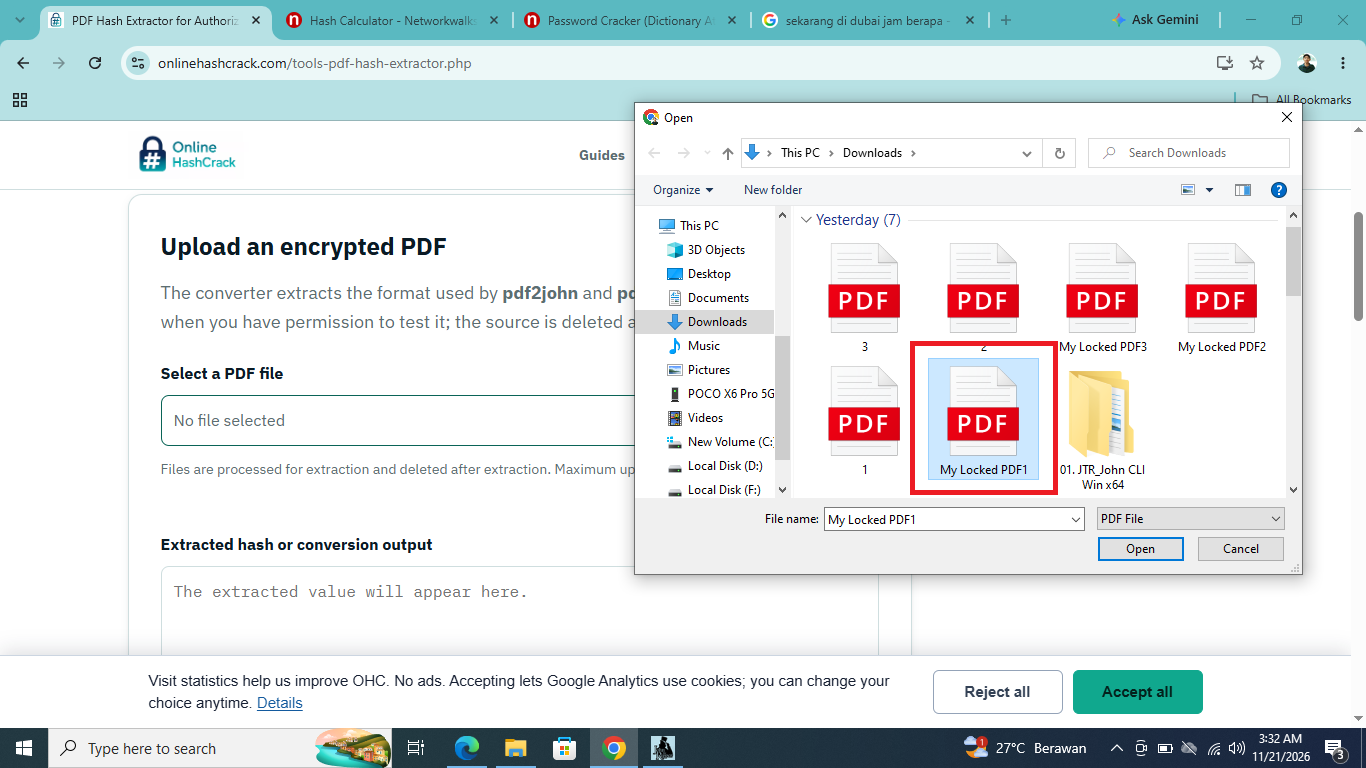 PDF Hash Extractor for Authoriz
Hash Calculator - Networkwalks
Password Cracker (Dictionary At
sekarang di dubai jam berapa -
Ask Gemini
onlinehashcrack.com/tools-pdf-hash-extractor.php
All Bookmarks
Online
HashCrack
Guides
Upload an encrypted PDF
The converter extracts the format used by pdf2john and
when you have permission to test it; the source is deleted
Select a PDF file
No file selected
Files are processed for extraction and deleted after extraction. Maximum up
Extracted hash or conversion output
The extracted value will appear here.
Open
This PC
Downloads
Search Downloads
Organize
New folder
This PC
3D Objects
Desktop
Documents
Downloads
Music
Pictures
POCO X6 Pro 5G
Videos
New Volume (C:)
Local Disk (D:)
Local Disk (F:)
Yesterday (7)
PDF
PDF
PDF
PDF
3
2
My Locked PDF3
My Locked PDF2
PDF
PDF
1
My Locked PDF1
01. JTR_John CLI
Win x64
File name:
My Locked PDF1
PDF File
Open
Cancel
Visit statistics help us improve OHC. No ads. Accepting lets Google Analytics use cookies; you can change your
choice anytime. Details
Reject all
Accept all
Type here to search
1
27°C Berawan
3:32 AM
11/21/2026
3